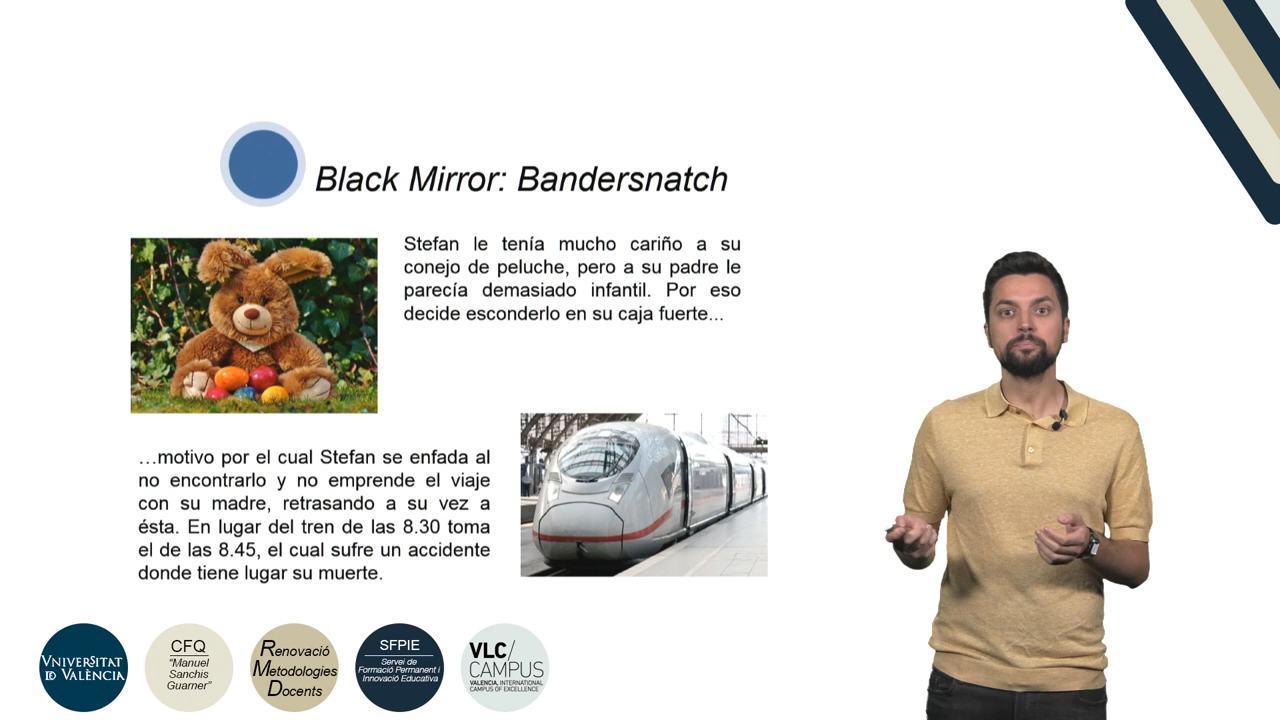 Black Mirror: Bandersnatch
Stefan le tenía mucho cariño a su
conejo de peluche, pero a su padre le
parecía demasiado infantil. Por eso
decide esconderlo en su caja fuerte...
…motivo por el cual Stefan se enfada al
no encontrarlo y no emprende el viaje
con su madre, retrasando a su vez a
ésta. En lugar del tren de las 8.30 toma
el de las 8.45, el cual sufre un accidente
donde tiene lugar su muerte.
VNIVERSITAT
ID VALÈNCIA
CFQ
"Manuel
Sanchis
Guarner"
Renovació
Metodologies
Docents
SFPIE
Servei de
Formació Permanent i
Innovació Educativa
VLC/
CAMPUS
VALENCIA, INTERNATIONAL
CAMPUS OF EXCELLENCE